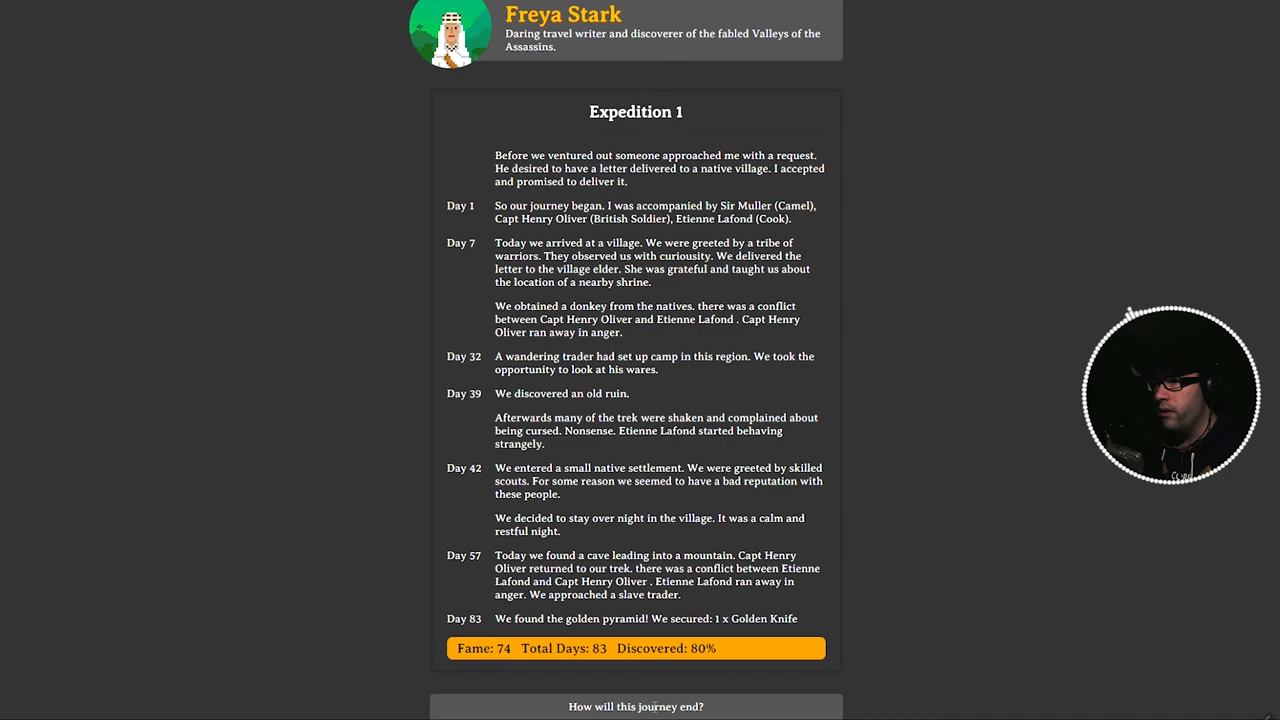 Freya Stark
Daring travel writer and discoverer of the fabled Valleys of the
Assassins.
Expedition 1
Before we ventured out someone approached me with a request.
He desired to have a letter delivered to a native village. I accepted
and promised to deliver it.
Day 1 So our journey began. I was accompanied by Sir Muller (Camel),
Capt Henry Oliver (British Soldier), Etienne Lafond (Cook).
Day 7 Today we arrived at a village. We were greeted by a tribe of
warriors. They observed us with curiousity. We delivered the
letter to the village elder. She was grateful and taught us about
the location of a nearby shrine.
We obtained a donkey from the natives. there was a conflict
between Capt Henry Oliver and Etienne Lafond . Capt Henry
Oliver ran away in anger.
Day 32 A wandering trader had set up camp in this region. We took the
opportunity to look at his wares.
Day 39 We discovered an old ruin.
Afterwards many of the trek were shaken and complained about
being cursed. Nonsense. Etienne Lafond started behaving
strangely.
Day 42 We entered a small native settlement. We were greeted by skilled
scouts. For some reason we seemed to have a bad reputation with
these people.
We decided to stay over night in the village. It was a calm and
restful night.
Day 57 Today we found a cave leading into a mountain. Capt Henry
Oliver returned to our trek. there was a conflict between Etienne
Lafond and Capt Henry Oliver . Etienne Lafond ran away in
anger. We approached a slave trader.
Day 83 We found the golden pyramid! We secured: 1 x Golden Knife
Fame: 74 Total Days: 83 Discovered: 80%
How will this journey end?